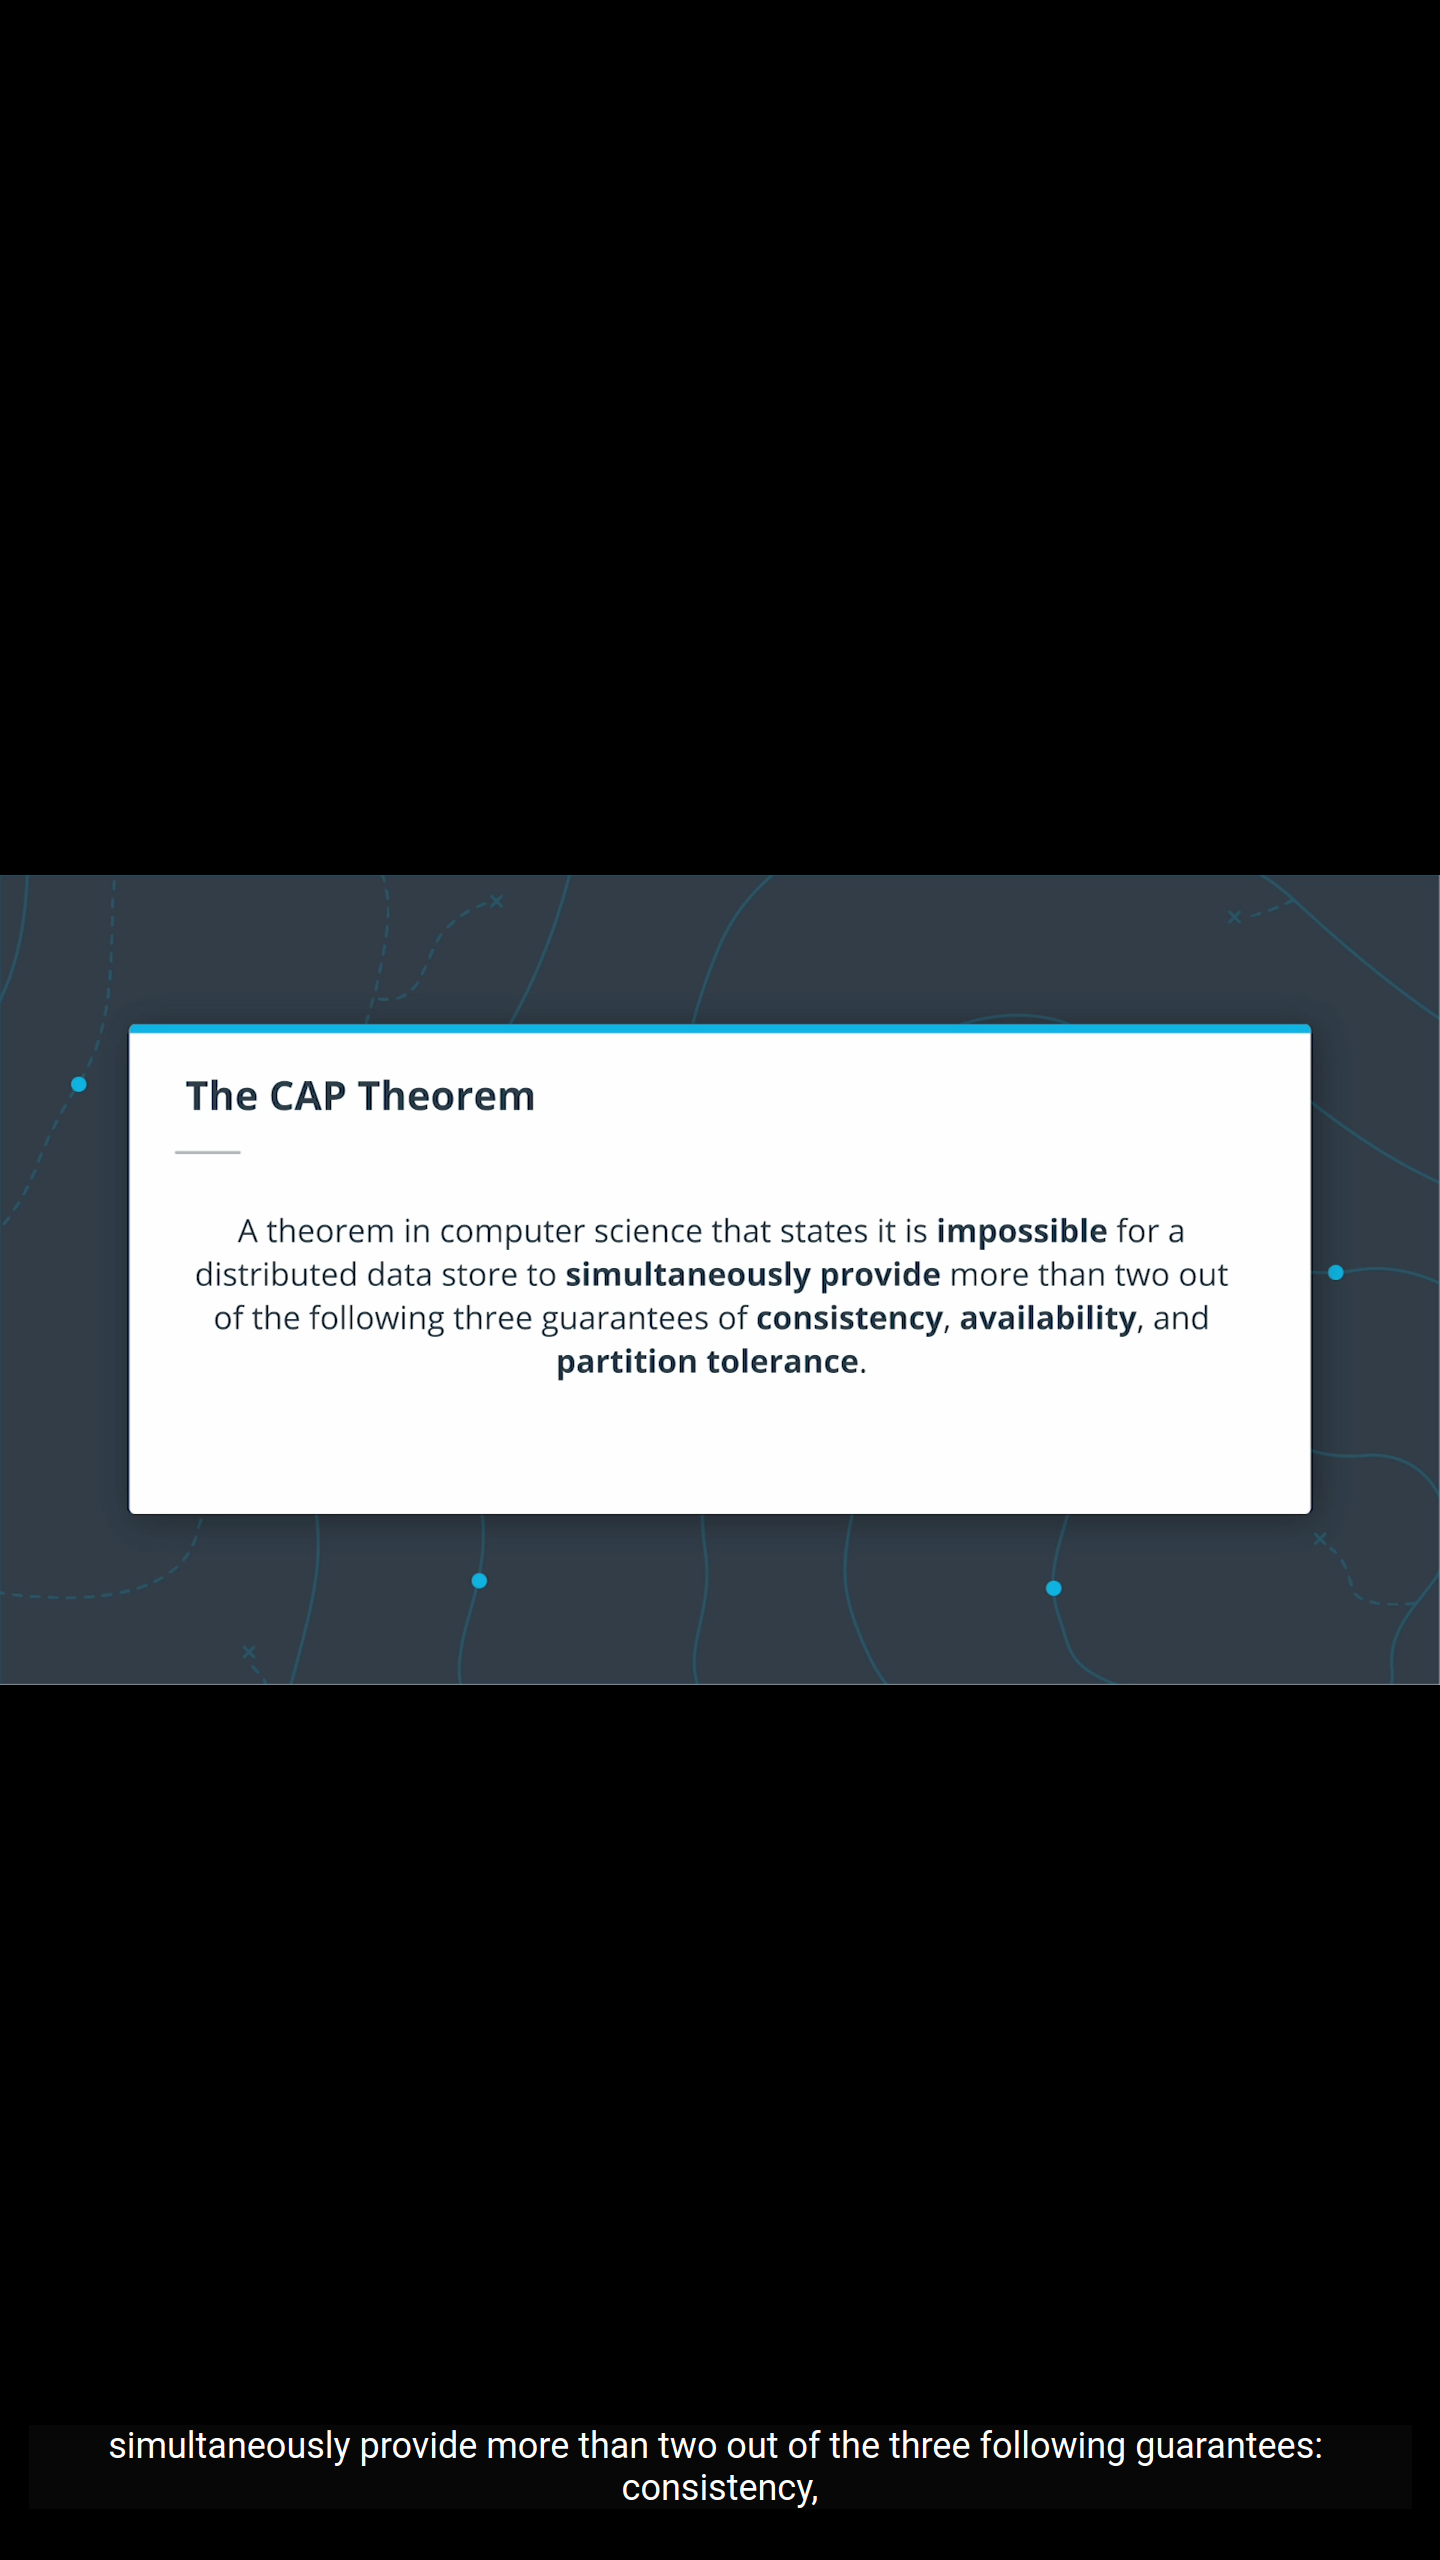 The CAP Theorem
A theorem in computer science that states it is impossible for a
distributed data store to simultaneously provide more than two out
of the following three guarantees of consistency, availability, and
partition tolerance.
simultaneously provide more than two out of the three following guarantees:
consistency,